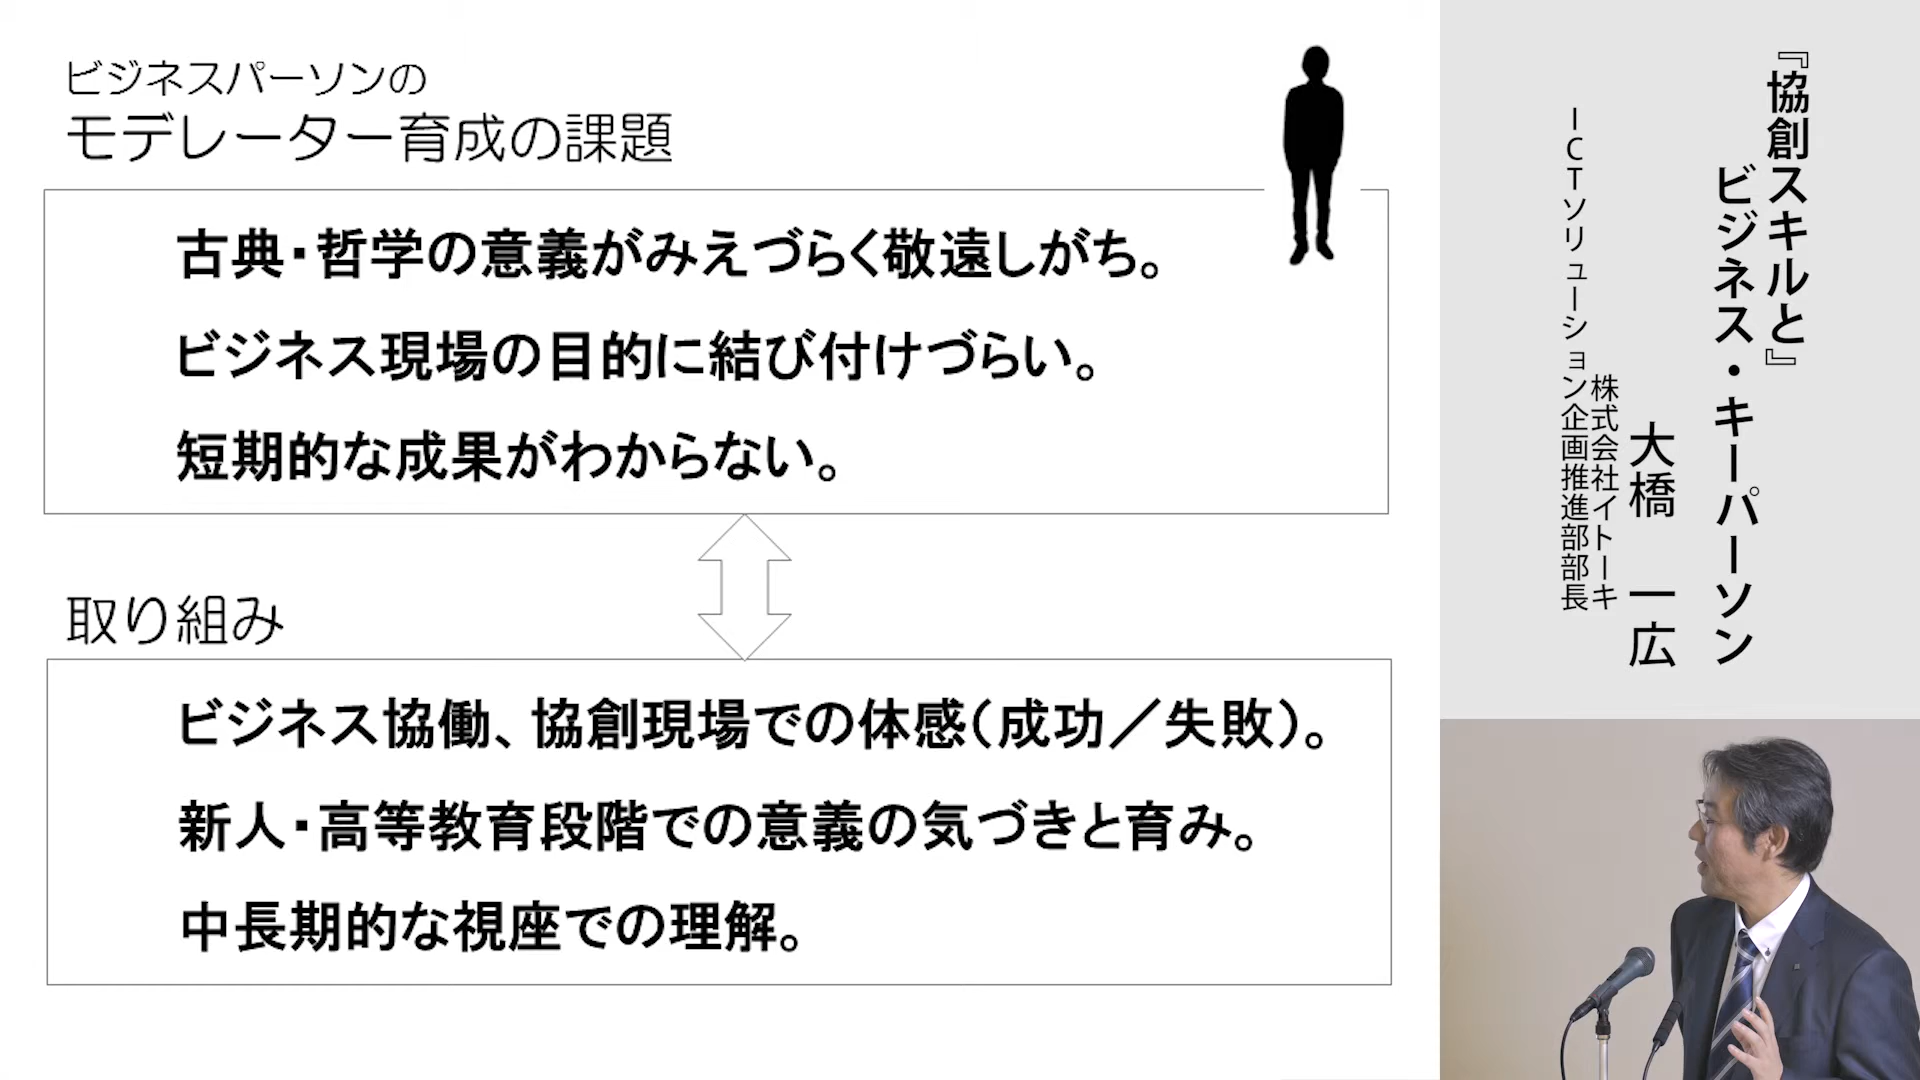 ビジネスパーソンの
モデレーター育成の課題
古典・哲学の意義がみえづらく敬遠しがち。
ビジネス現場の目的に結び付けづらい。
短期的な成果がわからない。
取り組み
ビジネス協働、協創現場での体感（成功／失敗）。
新人・高等教育段階での意義の気づきと育み。
中長期的な視座での理解。
『協創スキルと』
ビジネス・キーパーソン
大橋　一広
株式会社イトーキ
ICTソリューション企画推進部部長